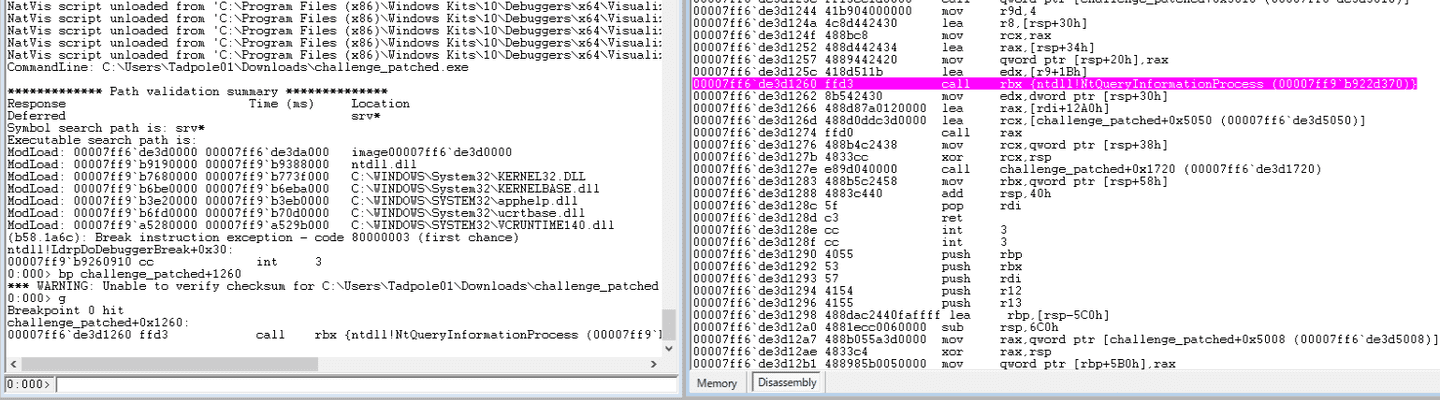 NatVis script unloaded from 'C:\Program Files (x86)\Windows Kits\10\Debuggers\x64\Visuali
NatVis script unloaded from 'C:\Program Files (x86)\Windows Kits\10\Debuggers\x64\Visuali
NatVis script unloaded from 'C:\Program Files (x86)\Windows Kits\10\Debuggers\x64\Visuali
NatVis script unloaded from 'C:\Program Files (x86)\Windows Kits\10\Debuggers\x64\Visuali
NatVis script unloaded from 'C:\Program Files (x86)\Windows Kits\10\Debuggers\x64\Visuali
CommandLine: C:\Users\Tadpole01\Downloads\challenge_patched.exe
************* Path validation summary **************
Response Time (ms) Location
Deferred srv*
Symbol search path is: srv*
Executable search path is:
ModLoad: 00007ff6`de3d0000 00007ff6`de3da000 image00007ff6`de3d0000
ModLoad: 00007ff9`b9190000 00007ff9`b9388000 ntdll.dll
ModLoad: 00007ff9`b7680000 00007ff9`b773f000 C:\WINDOWS\System32\KERNEL32.DLL
ModLoad: 00007ff9`b6be0000 00007ff9`b6eba000 C:\WINDOWS\System32\KERNELBASE.dll
ModLoad: 00007ff9`b3e20000 00007ff9`b3eb0000 C:\WINDOWS\SYSTEM32\apphelp.dll
ModLoad: 00007ff9`b6fd0000 00007ff9`b70d0000 C:\WINDOWS\System32\ucrtbase.dll
ModLoad: 00007ff9`a5280000 00007ff9`a529b000 C:\WINDOWS\SYSTEM32\VCRUNTIME140.dll
(b58.1a6c): Break instruction exception - code 80000003 (first chance)
ntdll!LdrpDoDebuggerBreak+0x30:
00007ff9`b9260910 cc int 3
0:000> bp challenge_patched+1260
*** WARNING: Unable to verify checksum for C:\Users\Tadpole01\Downloads\challenge_patched
0:000> g
Breakpoint 0 hit
challenge_patched+0x1260:
00007ff6`de3d1260 ffd3 call rbx {ntdll!NtQueryInformationProcess (00007ff9`
0:000>
00007ff6`de3d1244 41b904000000 mov r9d,4
00007ff6`de3d124a 4c8d442430 lea r8,[rsp+30h]
00007ff6`de3d124f 488bc8 mov rcx,rax
00007ff6`de3d1252 488d442434 lea rax,[rsp+34h]
00007ff6`de3d1257 4889442420 mov qword ptr [rsp+20h],rax
00007ff6`de3d125c 418d511b lea edx,[r9+1Bh]
00007ff6`de3d1260 ffd3 call rbx {ntdll!NtQueryInformationProcess (00007ff9`b922d370)}
00007ff6`de3d1262 8b542430 mov edx,dword ptr [rsp+30h]
00007ff6`de3d1266 488d87a0120000 lea rax,[rdi+12A0h]
00007ff6`de3d126d 488d0ddc3d0000 lea rcx,[challenge_patched+0x5050 (00007ff6`de3d5050)]
00007ff6`de3d1274 ffd0 call rax
00007ff6`de3d1276 488b4c2438 mov rcx,qword ptr [rsp+38h]
00007ff6`de3d127b 4833cc xor rcx,rsp
00007ff6`de3d127e e89d040000 call challenge_patched+0x1720 (00007ff6`de3d1720)
00007ff6`de3d1283 488b5c2458 mov rbx,qword ptr [rsp+58h]
00007ff6`de3d1288 4883c440 add rsp,40h
00007ff6`de3d128c 5f pop rdi
00007ff6`de3d128d c3 ret
00007ff6`de3d128e cc int 3
00007ff6`de3d128f cc int 3
00007ff6`de3d1290 4055 push rbp
00007ff6`de3d1292 53 push rbx
00007ff6`de3d1293 57 push rdi
00007ff6`de3d1294 4154 push r12
00007ff6`de3d1296 4155 push r13
00007ff6`de3d1298 488dac2440faffff lea rbp,[rsp-5C0h]
00007ff6`de3d12a0 4881ecc0060000 sub rsp,6C0h
00007ff6`de3d12a7 488b055a3d0000 mov rax,qword ptr [challenge_patched+0x5008 (00007ff6`de3d5008)]
00007ff6`de3d12ae 4833c4 xor rax,rsp
00007ff6`de3d12b1 488985b0050000 mov qword ptr [rbp+5B0h],rax
Memory Disassembly